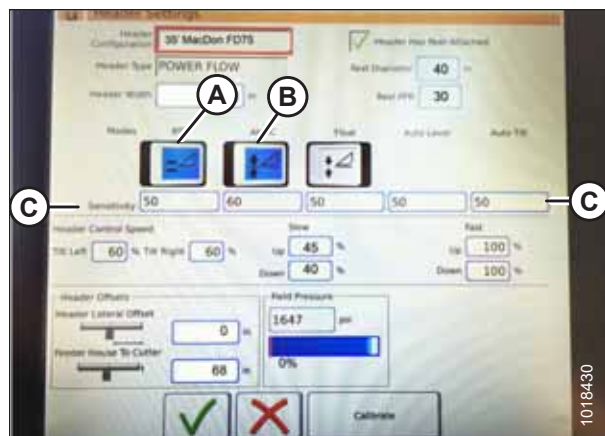 Header Settings
Header Configuration 35' MacDon FD75
Header Has Reel Attached
Header Type POWER FLOW
Reel Diameter 40 in
Header Width in
Reel PPR 30
A
B
Modes Float Auto Level Auto Tilt
C Sensitivity 50 60 50 50 50 C
Header Control Speed Slow Fast
Tilt Left 60 % Tilt Right 60 % Up 45 % Up 100 %
Down 40 % Down 100 %
Header Offsets
Field Pressure
Header Lateral Offset
0 in
1647 psi
Feeder House To Cutter
68 in
0%
Calibrate
1018430